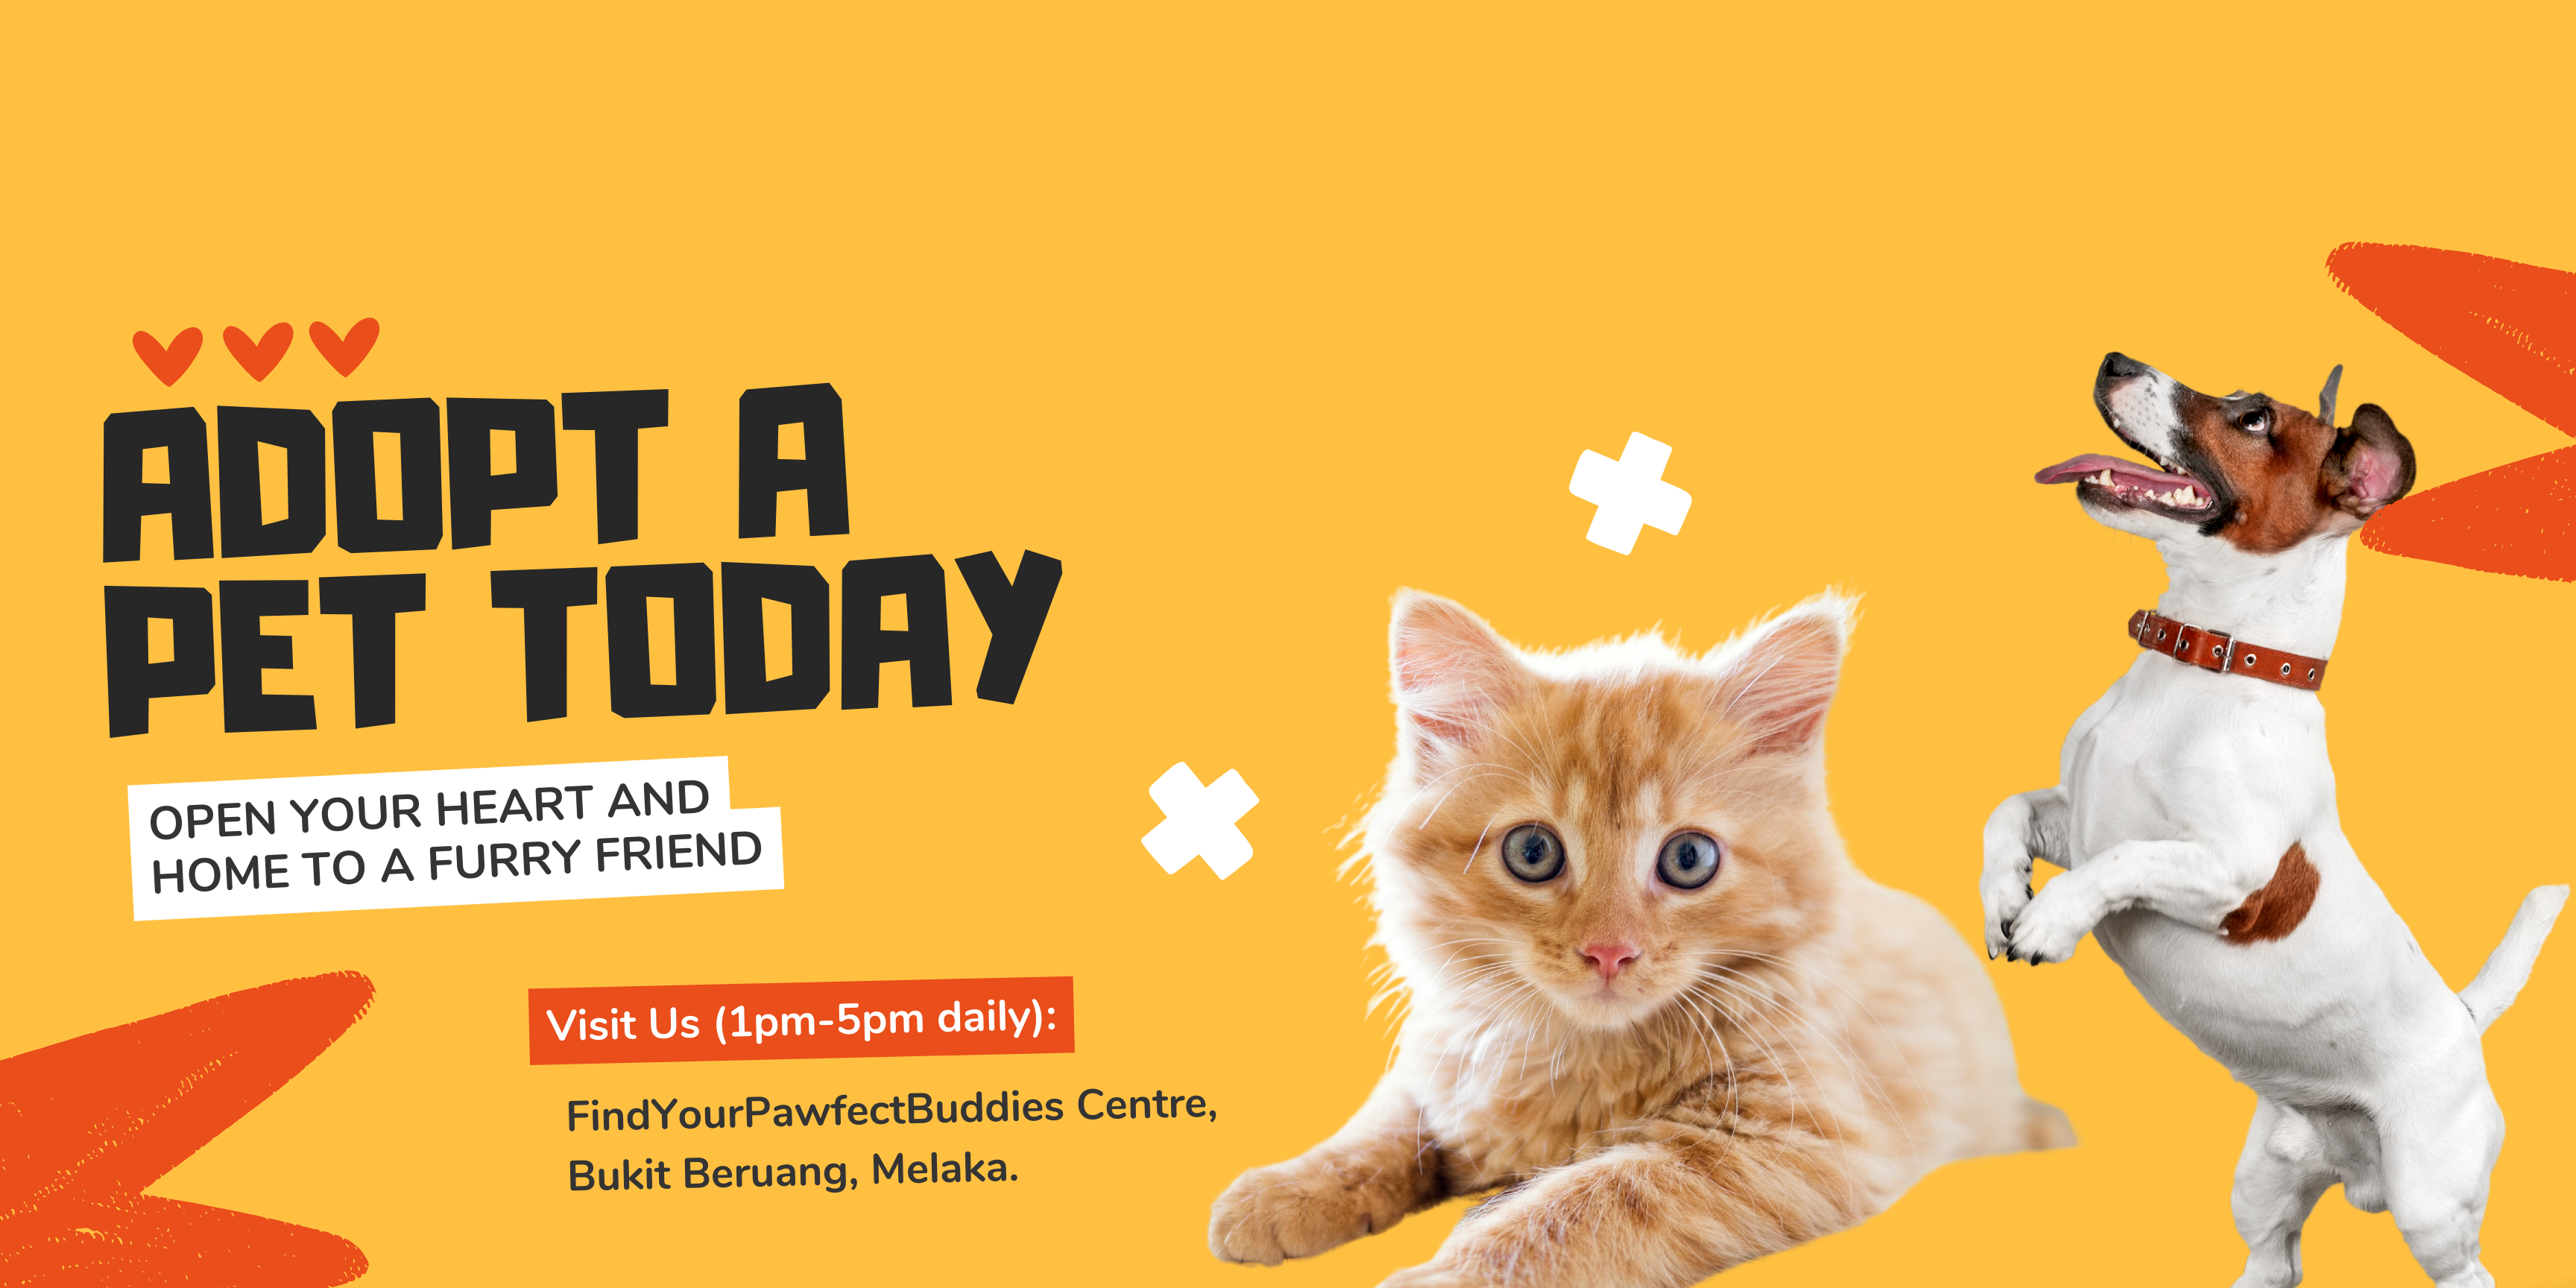 ADOPT A
PET TODAY
OPEN YOUR HEART AND
HOME TO A FURRY FRIEND
Visit Us (1pm-5pm daily):
FindYourPawfectBuddies Centre,
Bukit Beruang, Melaka.